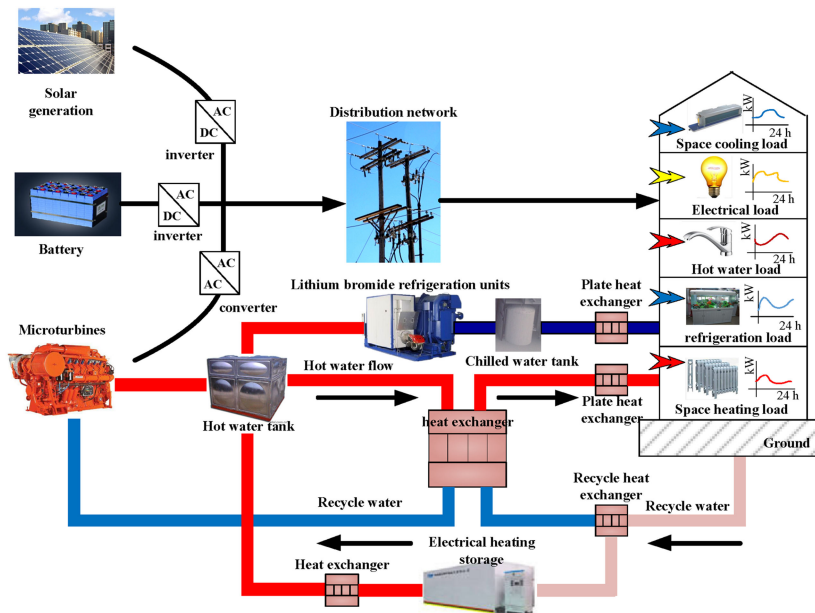 Solar
generation
AC
DC
inverter
Distribution network
kW
24 h
Space cooling load
Battery
AC
DC
inverter
kW
24 h
Electrical load
AC
AC
converter
kW
24 h
Hot water load
Microturbines
Lithium bromide refrigeration units
Plate heat
exchanger
kW
24 h
refrigeration load
Hot water flow
Chilled water tank
Hot water tank
heat exchanger
Plate heat
exchanger
kW
24 h
Space heating load
Ground
Recycle water
Recycle heat
exchanger
Recycle water
Electrical heating
storage
Heat exchanger